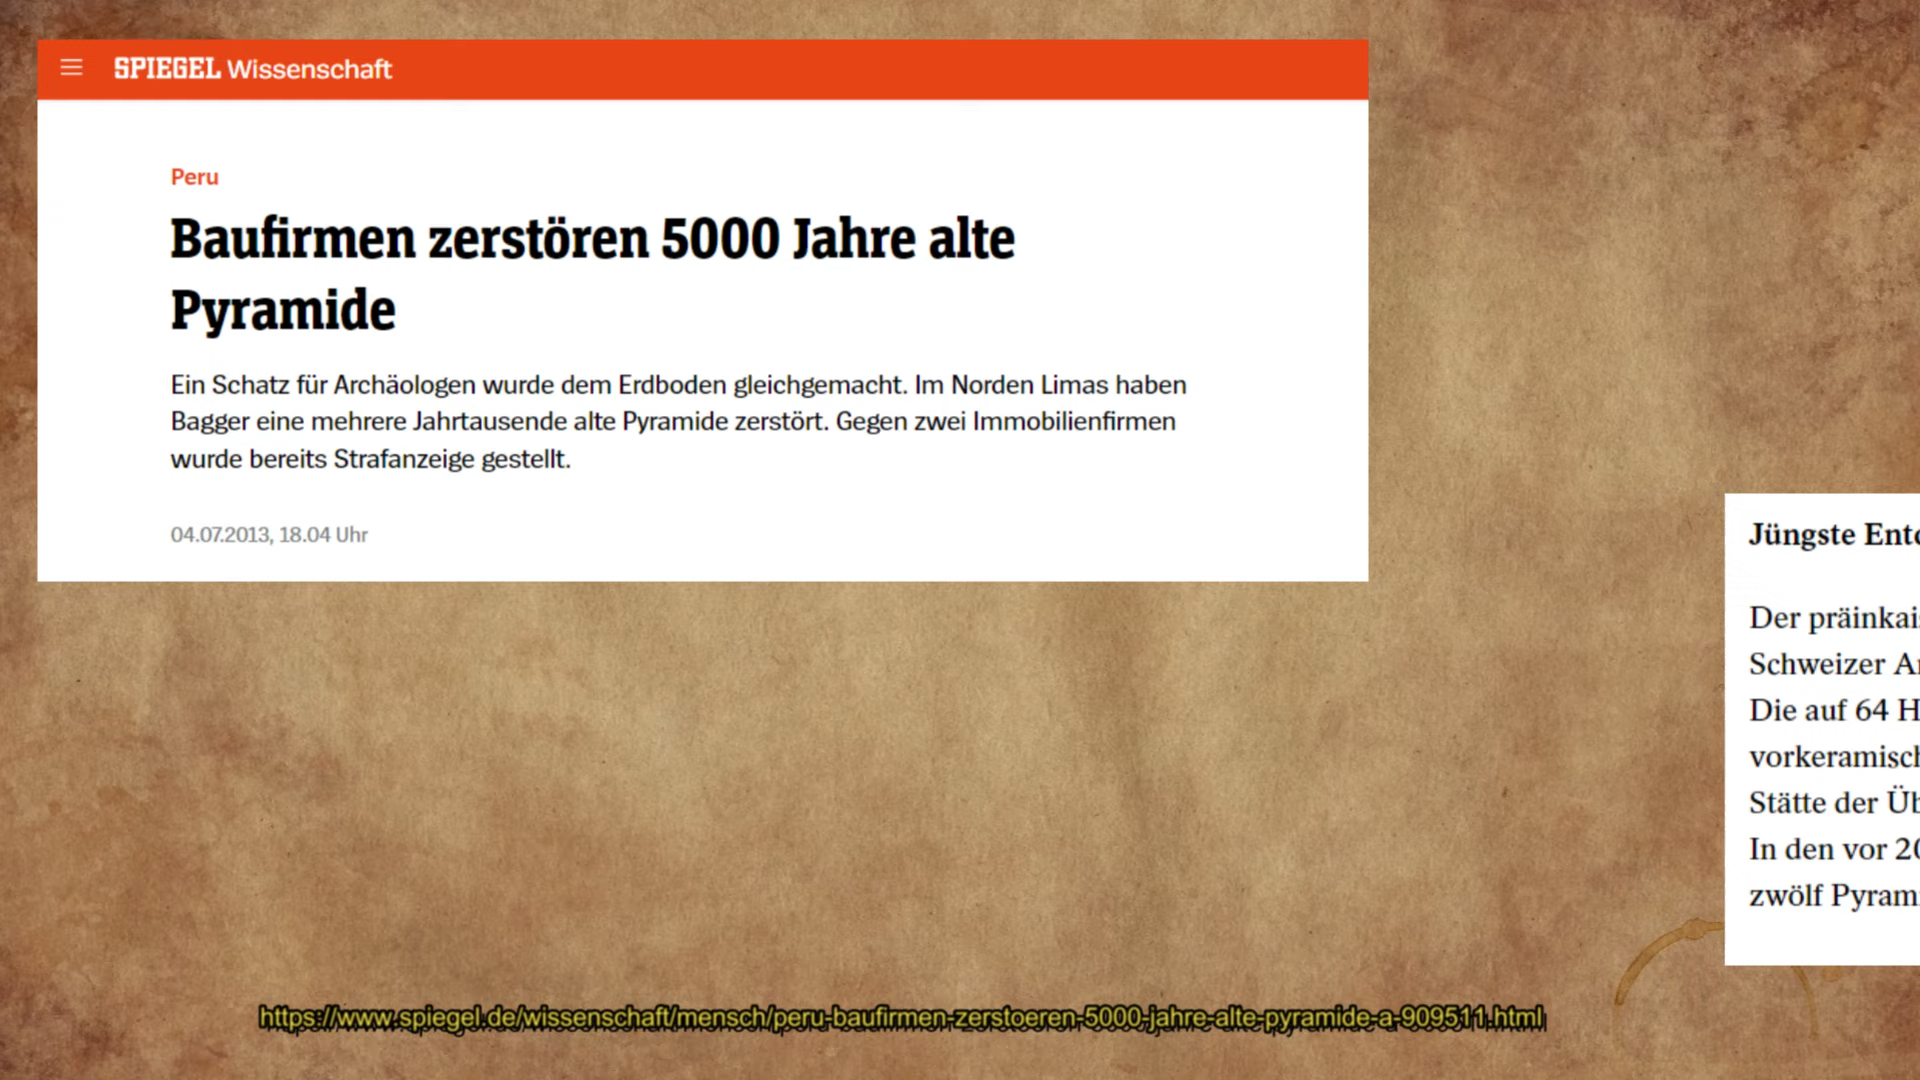 SPIEGEL Wissenschaft
Peru
Baufirmen zerstören 5000 Jahre alte
Pyramide
Ein Schatz für Archäologen wurde dem Erdboden gleichgemacht. Im Norden Limas haben
Bagger eine mehrere Jahrtausende alte Pyramide zerstört. Gegen zwei Immobilienfirmen
wurde bereits Strafanzeige gestellt.
04.07.2013, 18.04 Uhr
Jüngste
Der
Schweizer
Die auf 64
Stätte der
In den vor
zwölf
https://www.spiegel.de/wissenschaft/mensch/peru-baufirmen-zerstoeren-5000-jahre-alte-pyramide-a-909511.html